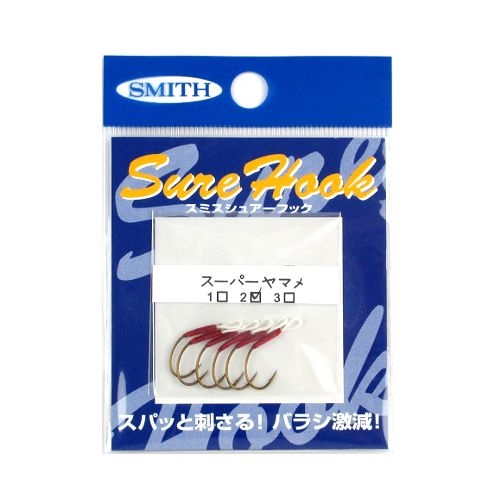 SMITH
Sure Hook
スミスシュアーフック
スーパーヤマメ
1□ 2☑ 3□
スパッと刺さる! バラシ激減!